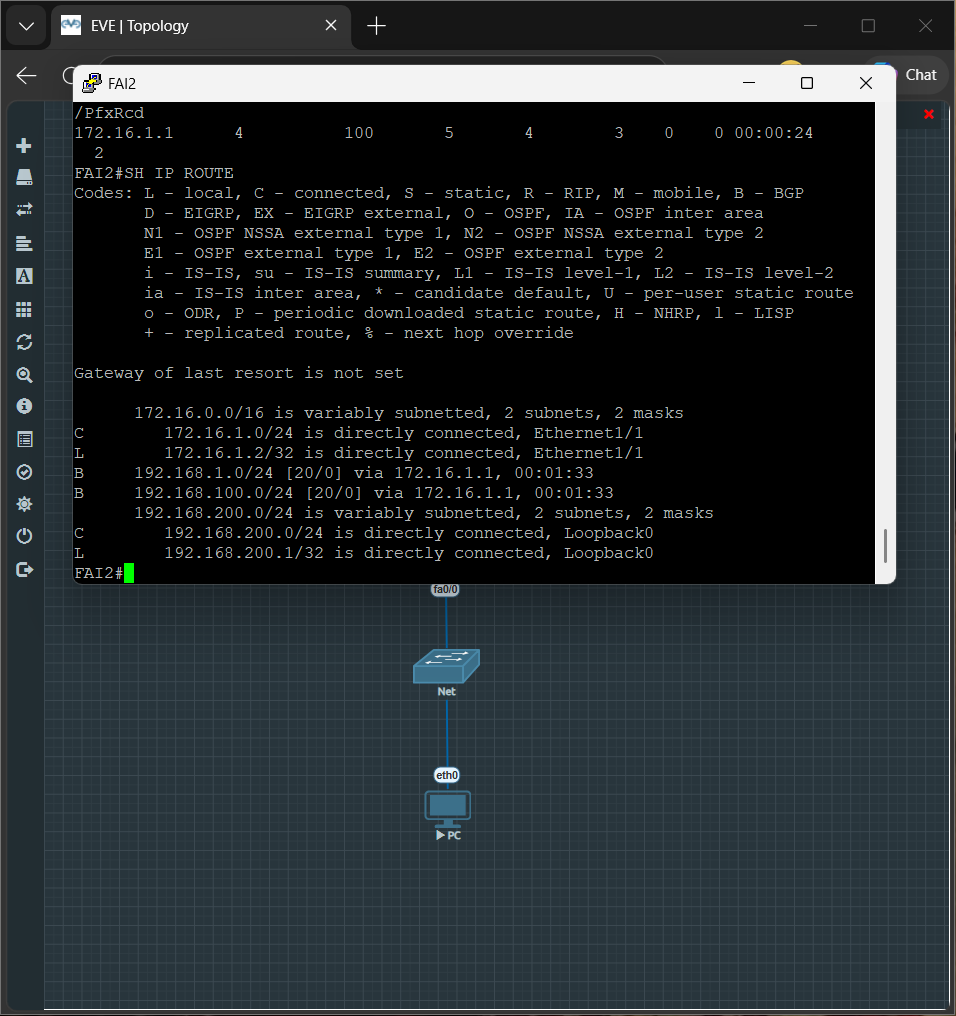 EVE | Topology
Chat
FAI2
/PfxRcd
172.16.1.1      4          100       5       4        3    0    0 00:00:24
  2
FAI2#SH IP ROUTE
Codes: L - local, C - connected, S - static, R - RIP, M - mobile, B - BGP
       D - EIGRP, EX - EIGRP external, O - OSPF, IA - OSPF inter area
       N1 - OSPF NSSA external type 1, N2 - OSPF NSSA external type 2
       E1 - OSPF external type 1, E2 - OSPF external type 2
       i - IS-IS, su - IS-IS summary, L1 - IS-IS level-1, L2 - IS-IS level-2
       ia - IS-IS inter area, * - candidate default, U - per-user static route
       o - ODR, P - periodic downloaded static route, H - NHRP, l - LISP
       + - replicated route, % - next hop override
Gateway of last resort is not set
      172.16.0.0/16 is variably subnetted, 2 subnets, 2 masks
C        172.16.1.0/24 is directly connected, Ethernet1/1
L        172.16.1.2/32 is directly connected, Ethernet1/1
B     192.168.1.0/24 [20/0] via 172.16.1.1, 00:01:33
B     192.168.100.0/24 [20/0] via 172.16.1.1, 00:01:33
      192.168.200.0/24 is variably subnetted, 2 subnets, 2 masks
C        192.168.200.0/24 is directly connected, Loopback0
L        192.168.200.1/32 is directly connected, Loopback0
FAI2#
fa0/0
Net
eth0
PC